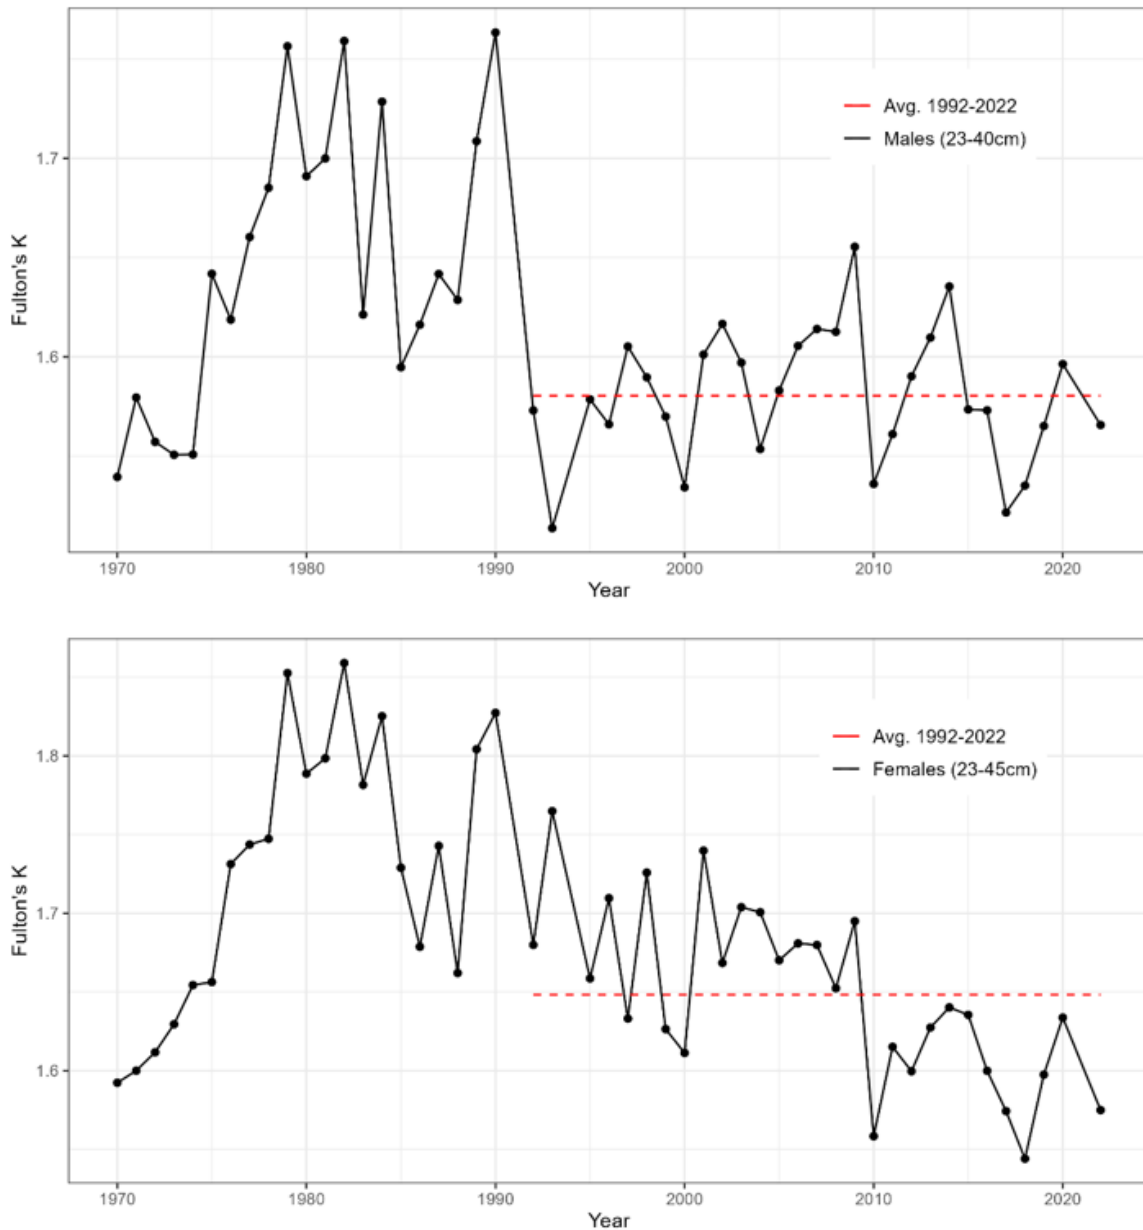 Fulton's K
1.7
1.6
Avg. 1992-2022
Males (23-40cm)
1970 1980 1990 2000 2010 2020
Year
Fulton's K
1.8
1.7
1.6
Avg. 1992-2022
Females (23-45cm)
1970 1980 1990 2000 2010 2020
Year